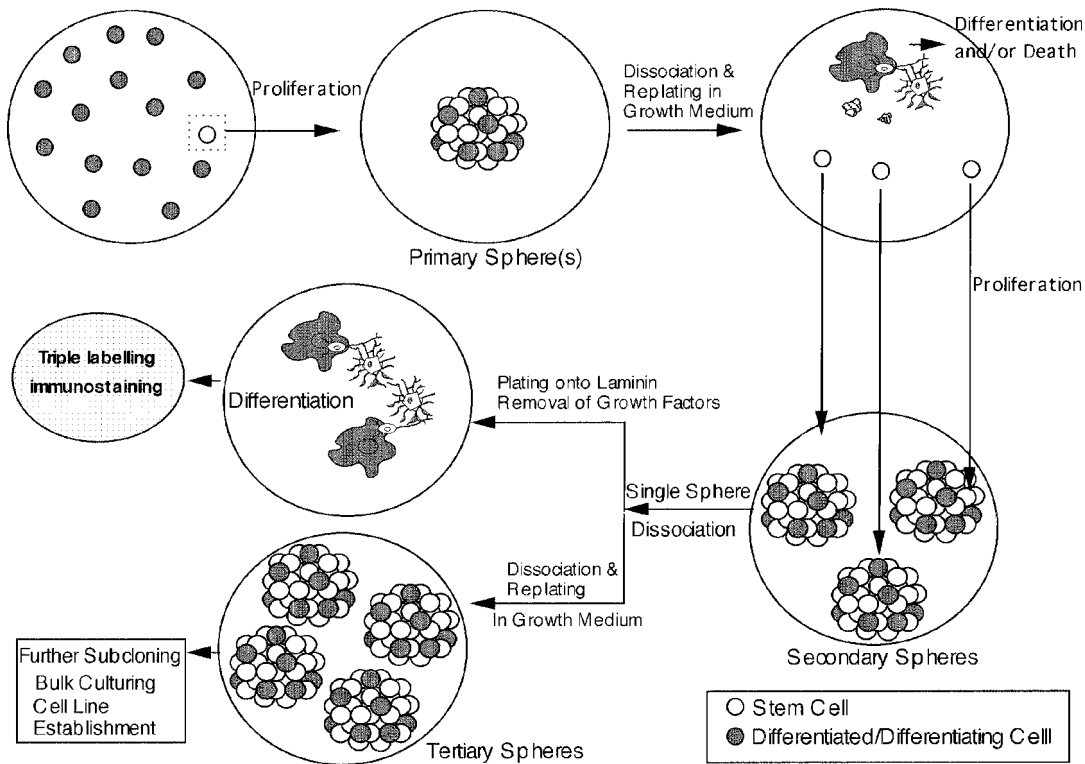 Proliferation
Primary Sphere(s)
Dissociation &
Replating in
Growth Medium
Differentiation
and/or Death
Proliferation
Secondary Spheres
Single Sphere
Dissociation
Plating onto Laminin
Removal of Growth Factors
Differentiation
Triple labelling
immunostaining
Dissociation &
Replating
In Growth Medium
Tertiary Spheres
Further Subcloning
Bulk Culturing
Cell Line
Establishment
Stem Cell
Differentiated/Differentiating Celll